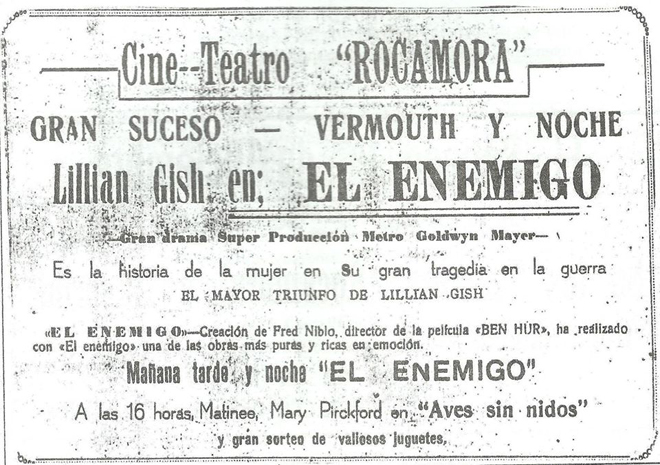 Cine--Teatro "ROCAMORA"
GRAN SUCESO — VERMOUTH Y NOCHE
Lillian Gish en; EL ENEMIGO
—Gran drama Super Producción Metro Goldwyn Mayer—
Es la historia de la mujer en Su gran tragedia en la guerra
EL MAYOR TRIUNFO DE LILLIAN GISH
«EL ENEMIGO»—Creación de Fred Niblo, director de la película «BEN HUR», ha realizado
con «El enemigo» una de las obras más puras y ricas en emoción.
Mañana tarde y noche "EL ENEMIGO"
A las 16 horas, Matinee, Mary Pirckford en "Aves sin nidos"
y gran sorteo de valiosos juguetes.